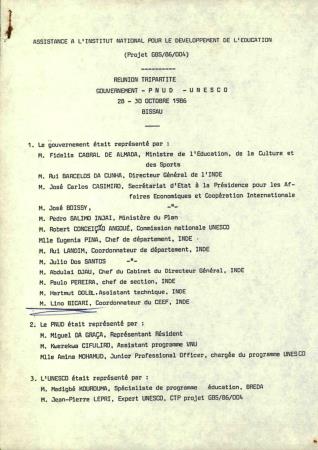 ASSISTANCE A L'INSTITUT NATIONAL POUR LE DEVELOPPEMENT DE L'EDUCATION
(Projet GBS/86/004)
----------
REUNION TRIPARTITE
GOUVERNEMENT - P N U D - U N E S C O
28 - 30 OCTOBRE 1986
BISSAU
----
1. Le gouvernement était représenté par :
M. Fidelis CABRAL DE ALMADA, Ministre de l'Education, de la Culture et
des Sports
M. Rui BARCELOS DA CUNHA, Directeur Général de l'INDE
M. José Carlos CASIMIRO, Secrétariat d'Etat à la Présidence pour les Af-
faires Economiques et Coopération Internationale
M. José BOISSY, -"-
M. Pedro SALIMO INJAI, Ministère du Plan
M. Robert CONCEIÇÃO ANGOUÉ, Commission nationale UNESCO
Mlle Eugenia PINA, Chef de département, INDE
M. Rui LANDIM, Coordonnateur de département, INDE
M. Julio Dos SANTOS -"-
M. Abdulai DJAU, Chef du Cabinet du Directeur Général, INDE
M. Paulo PEREIRA, chef de section, INDE
M. Hartmut DOLBL, Assistant technique, INDE
M. Lino BICARI, Coordonnateur du CEEF, INDE
2. Le PNUD était représenté par :
M. Miguel DA GRAÇA, Représentant Résident
M. Kwerekwa CIFULIRO, Assistant programme VNU
Mlle Amina MOHAMUD, Junior Professional Officer, chargée du programme UNESCO
3. L'UNESCO était représenté par :
M. Madigbé KOUROUMA, Spécialiste de programme éducation, BREDA
M. Jean-Pierre LEPRI, Expert UNESCO, CTP projet GBS/86/004